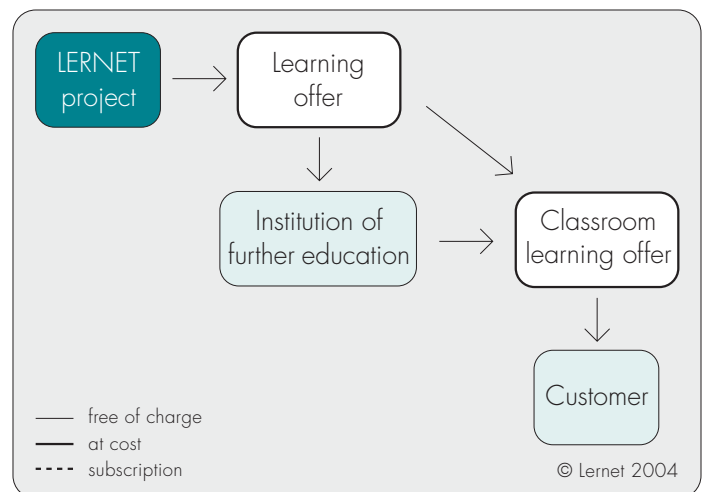 LERNET
project
Learning
offer
Institution of
further education
Classroom
learning offer
Customer
free of charge
at cost
subscription
© Lernet 2004